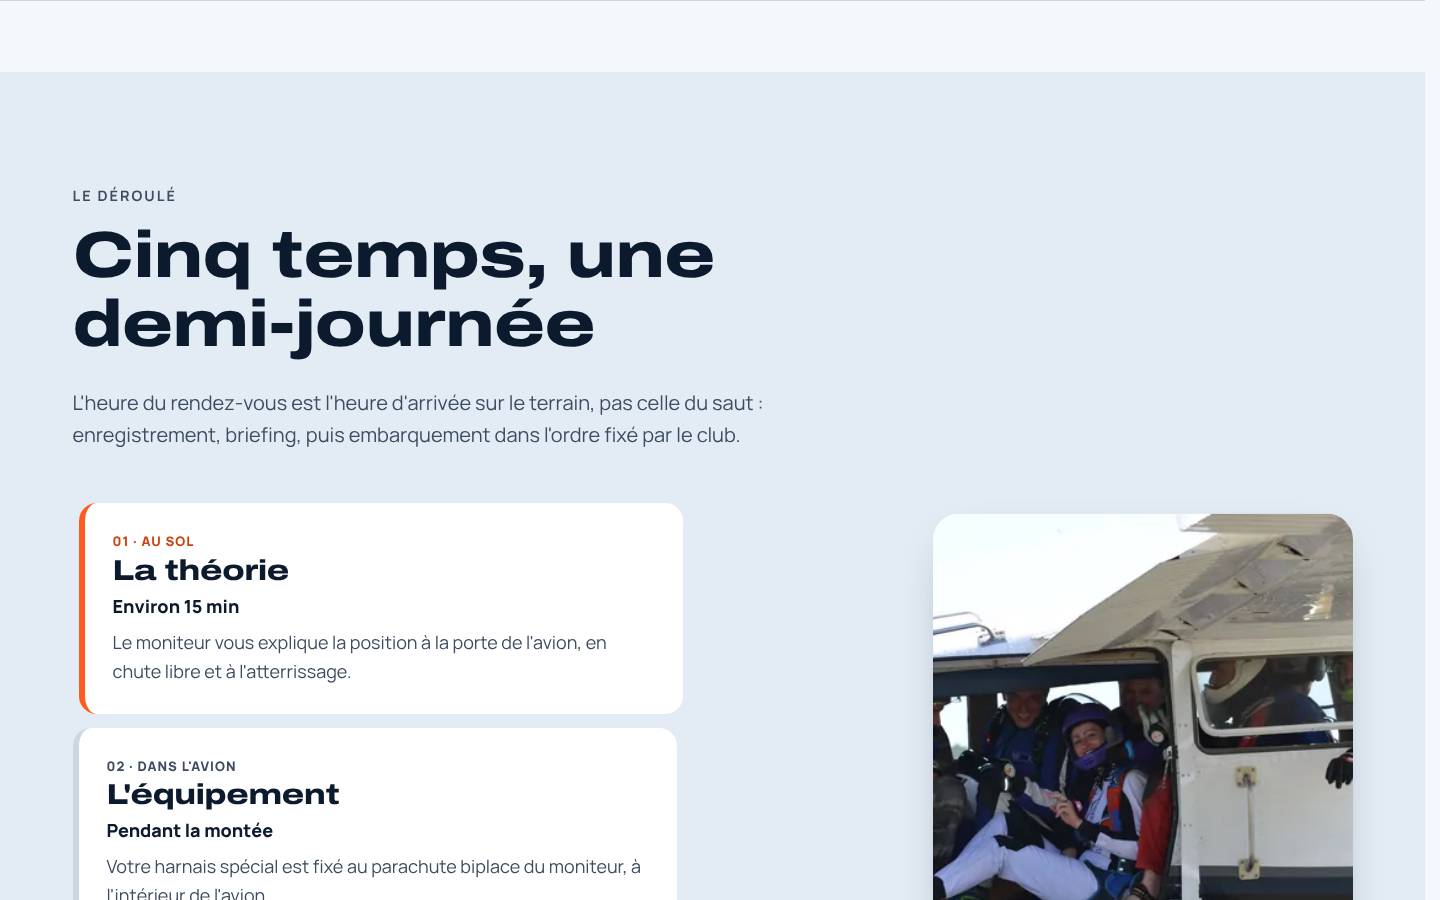 LE DÉROULÉ
Cinq temps, une
demi-journée
L'heure du rendez-vous est l'heure d'arrivée sur le terrain, pas celle du saut :
enregistrement, briefing, puis embarquement dans l'ordre fixé par le club.
01 · AU SOL
La théorie
Environ 15 min
Le moniteur vous explique la position à la porte de l'avion, en
chute libre et à l'atterrissage.
02 · DANS L'AVION
L'équipement
Pendant la montée
Votre harnais spécial est fixé au parachute biplace du moniteur, à
l'intérieur de l'avion